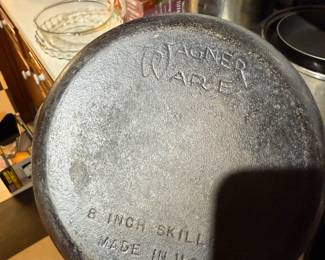 WAGNER
WARE
8 INCH SKILL
MADE IN U.S